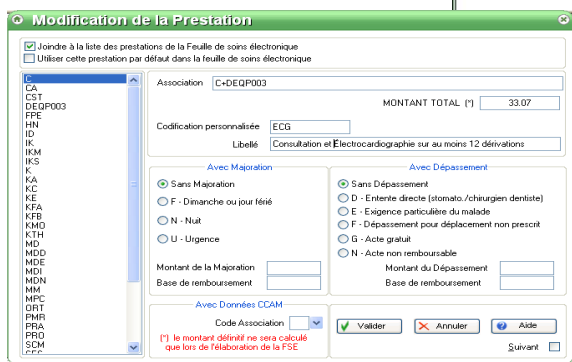 Modification de la Prestation
Joindre à la liste des prestations de la Feuille de soins électronique
Utiliser cette prestation par défaut dans la feuille de soins électronique
C
CA
CST
DEQP003
FPE
HN
ID
IK
IKM
IKS
K
KA
KC
KE
KFA
KFB
KMO
KTH
MD
MDD
MDE
MDI
MDN
MM
MPC
ORT
PMR
PRA
PRO
SCM
Association C+DEQP003
MONTANT TOTAL (*) 33.07
Codification personnalisée ECG
Libellé Consultation et Électrocardiographie sur au moins 12 dérivations
Avec Majoration
Sans Majoration
F - Dimanche ou jour férié
N - Nuit
U - Urgence
Montant de la Majoration
Base de remboursement
Avec Dépassement
Sans Dépassement
D - Entente directe (stomato./chirurgien dentiste)
E - Exigence particulière du malade
F - Dépassement pour déplacement non prescrit
G - Acte gratuit
N - Acte non remboursable
Montant du Dépassement
Base de remboursement
Avec Données CCAM
Code Association
(*) le montant définitif ne sera calculé
que lors de l'élaboration de la FSE
Valider
Annuler
Aide
Suivant